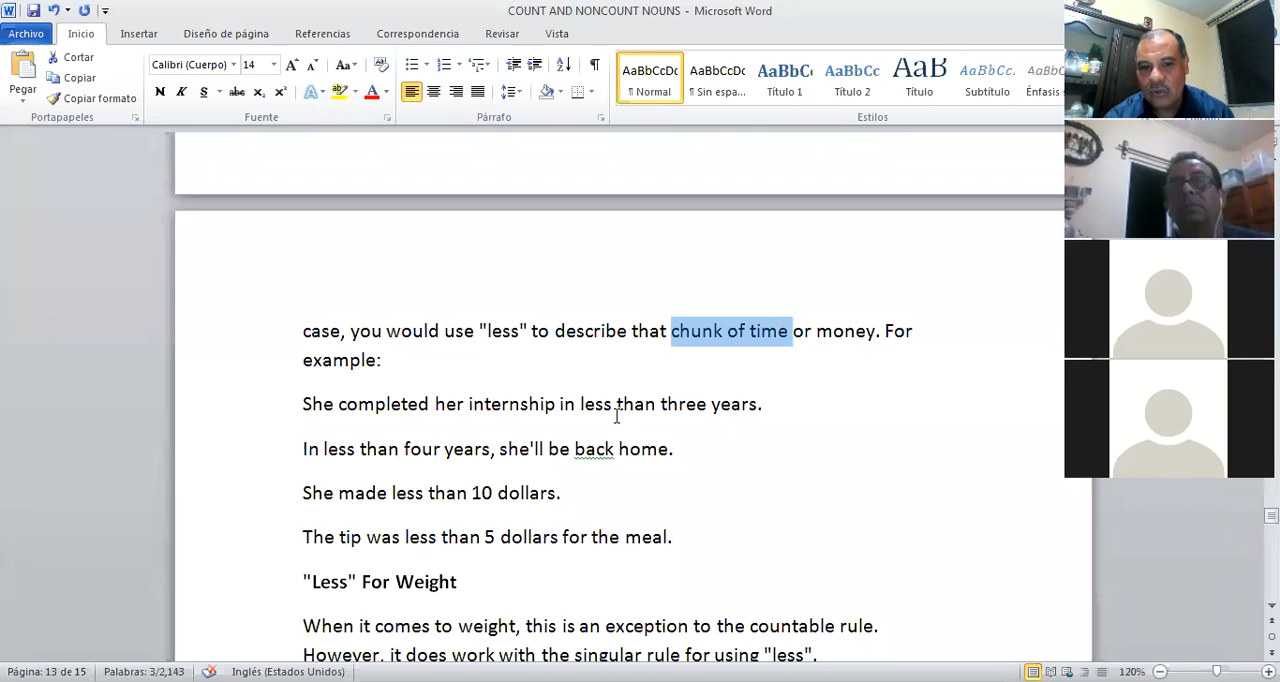 COUNT AND NONCOUNT NOUNS - Microsoft Word
Archivo Inicio Insertar Diseño de página Referencias Correspondencia Revisar Vista
Pegar
Cortar
Copiar
Copiar formato
Portapapeles
Calibri (Cuerpo) 14
Fuente
Párrafo
AaBbCcDc AaBbCcDc AaBbC AaBbCc AaB AaBbCc. AaBbC
¶ Normal ¶ Sin espa... Título 1 Título 2 Título Subtítulo Énfasis
Estilos
case, you would use "less" to describe that chunk of time or money. For
example:
She completed her internship in less than three years.
In less than four years, she'll be back home.
She made less than 10 dollars.
The tip was less than 5 dollars for the meal.
"Less" For Weight
When it comes to weight, this is an exception to the countable rule.
However, it does work with the singular rule for using "less".
Página: 13 de 15 Palabras: 3/2,143 Inglés (Estados Unidos) 120%